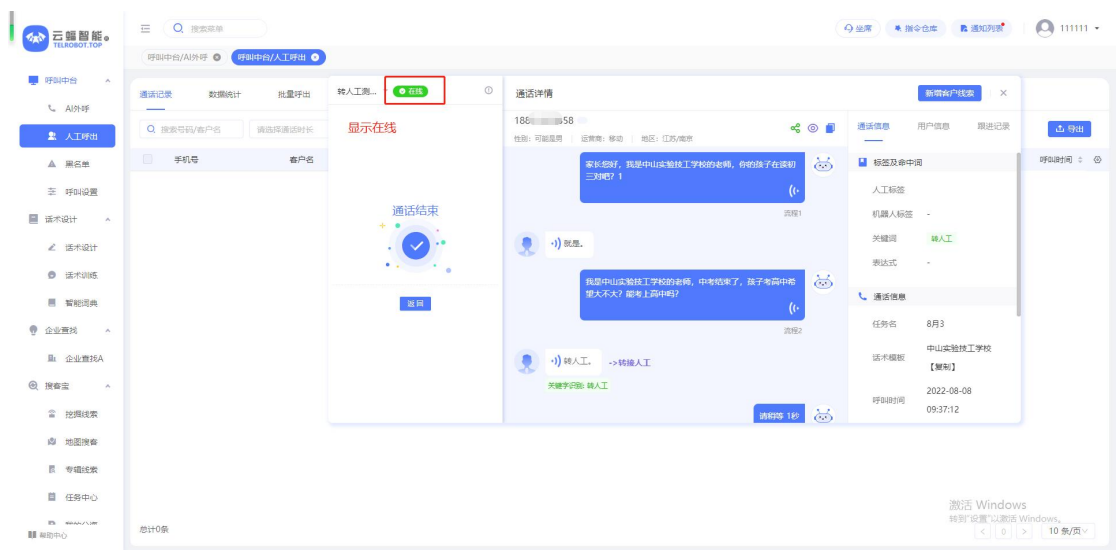 云蝠智能。
TELROBOT.TOP
搜索菜单
坐席
指令仓库
通知列表
111111
呼叫中台/AI外呼
呼叫中台/人工呼出
呼叫中台
AI外呼
人工呼出
黑名单
呼叫设置
话术设计
话术设计
话术训练
智能词典
企业查找
企业查找A
搜客宝
挖掘线索
地图搜客
专辑线索
任务中心
帮助中心
通话记录
数据统计
批量呼出
搜索号码/客户名
请选择通话时长
手机号
客户名
转人工测...
在线
显示在线
通话结束
返回
通话详情
新增客户线索
188
58
性别: 可能是男
运营商: 移动
地区: 江苏/南京
家长您好,我是中山实验技工学校的老师,你的孩子在读初
三对吧? 1
流程1
就是。
我是中山实验技工学校的老师,中考结束了,孩子考高中希
望大不大? 能考上高中吗?
流程2
转人工。
->转接人工
关键字识别: 转人工
请稍等 1秒
通话信息
用户信息
跟进记录
标签及命中词
人工标签
机器人标签
-
关键词
转人工
表达式
-
通话信息
任务名
8月3
话术模板
中山实验技工学校
【复制】
呼叫时间
2022-08-08
09:37:12
导出
呼叫时间
激活 Windows
转到"设置"以激活 Windows。
总计0条
0
10 条/页